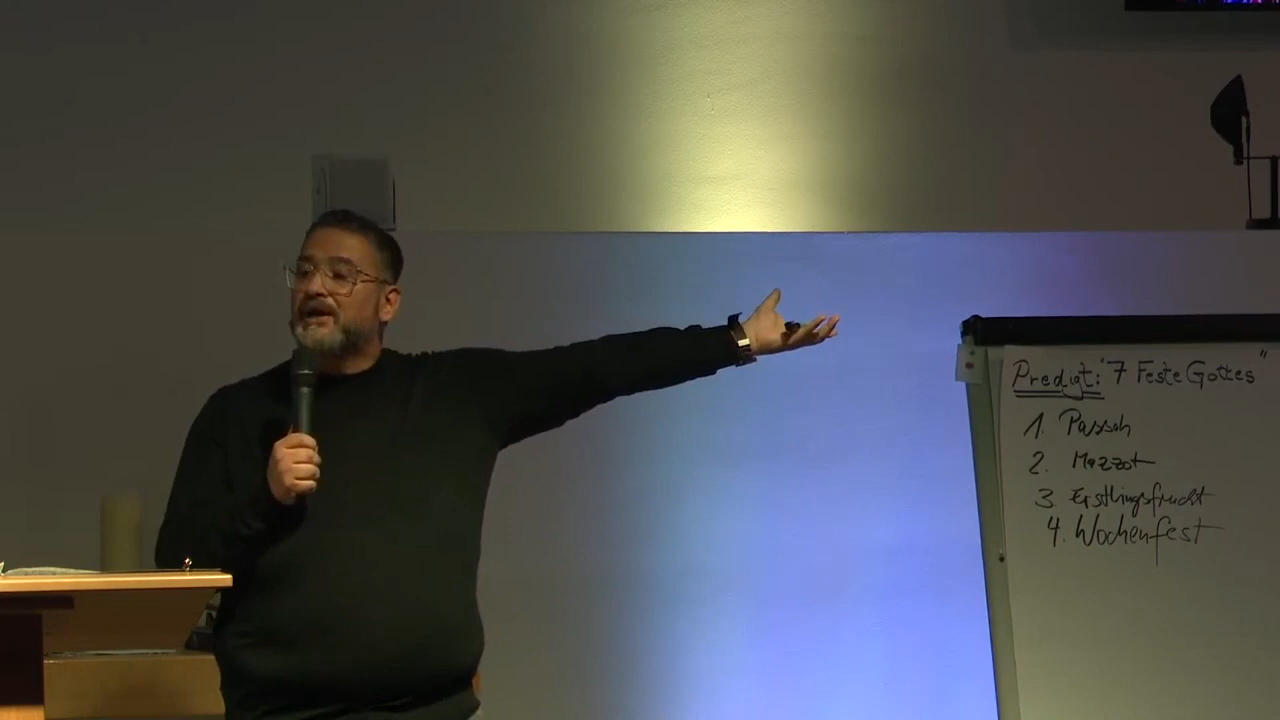 Predigt: "7 Feste Gottes"
1. Passah
2. Mazzot
3. Erstlingsfrucht
4. Wochenfest